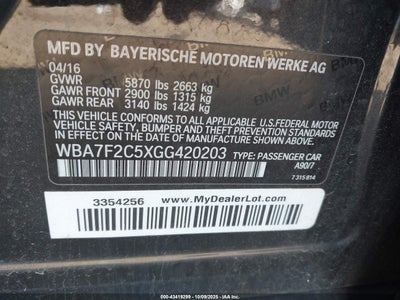 MFD BY BAYERISCHE MOTOREN WERKE AG
04/16
GVWR 5870 lbs 2663 kg
GAWR FRONT 2900 lbs 1315 kg
GAWR REAR 3140 lbs 1424 kg
THIS VEHICLE CONFORMS TO ALL APPLICABLE U.S. FEDERAL MOTOR
VEHICLE SAFETY, BUMPER, AND THEFT PREVENTION STANDARDS
IN EFFECT ON THE DATE OF MANUFACTURE SHOWN ABOVE.
WBA7F2C5XGG420203 TYPE: PASSENGER CAR
A90/7
7 315 814
3354256 www.MyDealerLot.com
000-43419299 - 10/09/2025 - IAA Inc.